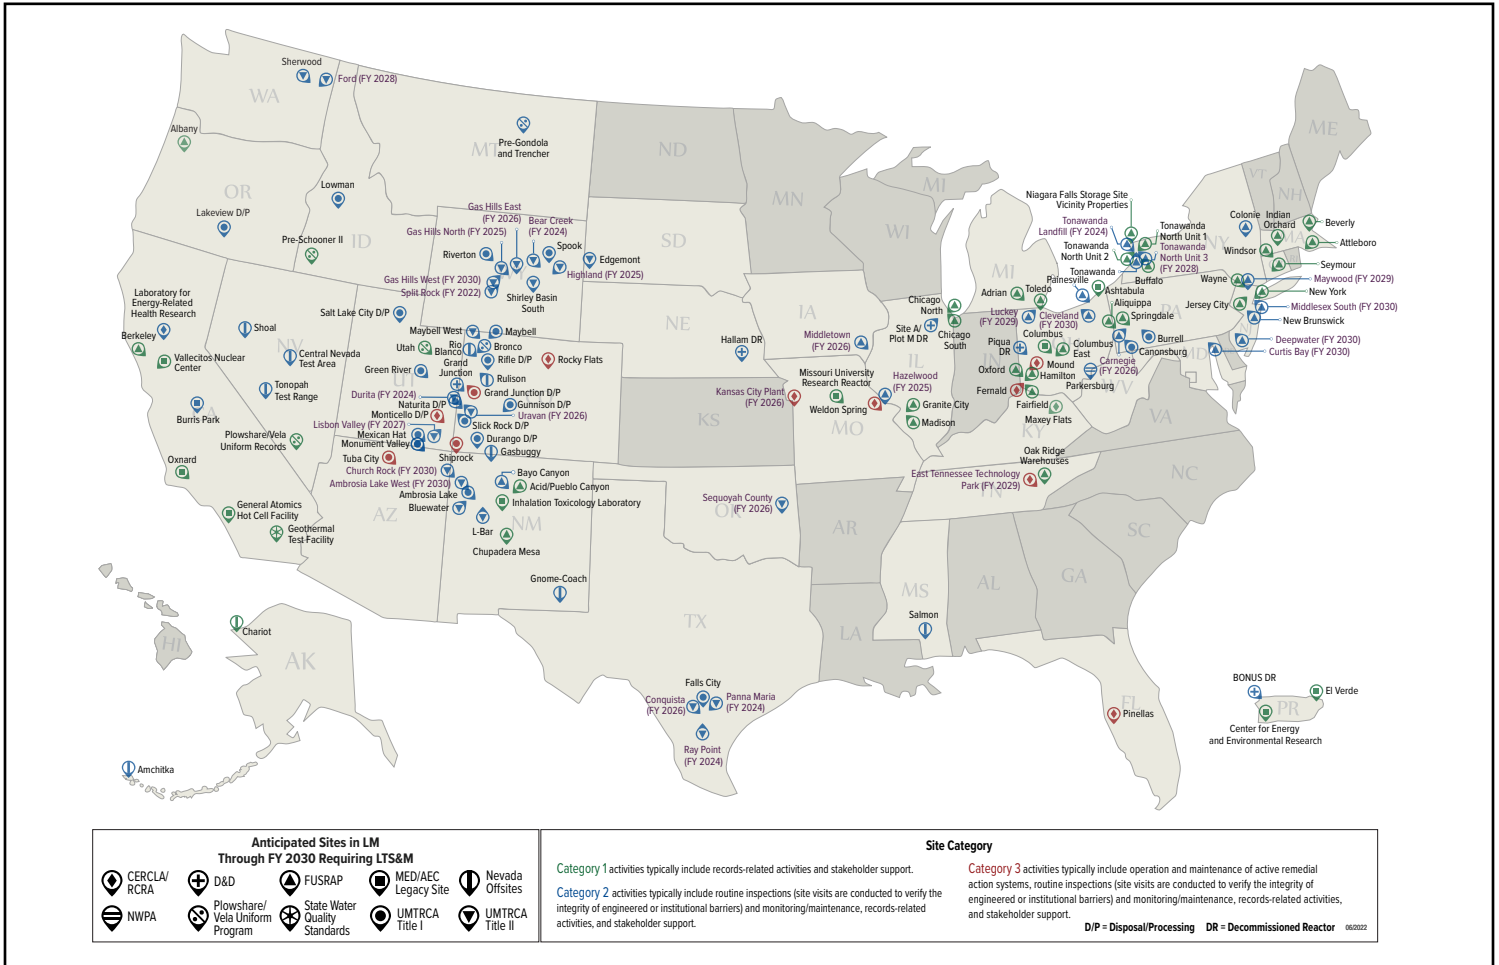 Sherwood
Ford (FY 2028)
WA
Albany
OR
Lakeview D/P
Lowman
Pre-Schooner II
ID
MT
Pre-Gondola
and Trencher
ND
SD
NE
KS
MN
WI
MI
MI
IA
IL
IN
MO
KY
WV
VA
NC
SC
GA
AL
MS
LA
AR
TN
OK
TX
NM
AZ
UT
NV
WY
PA
NY
VT
NH
ME
MA
NJ
MD
FL
HI
AK
PR
Gas Hills East
(FY 2026)
Gas Hills North (FY 2025)
Bear Creek
(FY 2024)
Riverton
Spook
Edgemont
Highland (FY 2025)
Gas Hills West (FY 2030)
Split Rock (FY 2022)
Shirley Basin
South
Laboratory for
Energy-Related
Health Research
Berkeley
Vallecitos Nuclear
Center
Shoal
Central Nevada
Test Area
Tonopah
Test Range
Burris Park
Plowshare/Vela
Uniform Records
Oxnard
General Atomics
Hot Cell Facility
Geothermal
Test Facility
Salt Lake City D/P
Maybell West
Maybell
Utah
Rio
Blanco
Bronco
Rifle D/P
Rocky Flats
Green River
Grand
Junction
Rulison
Durita (FY 2024)
Grand Junction D/P
Naturita D/P
Gunnison D/P
Monticello D/P
Uravan (FY 2026)
Lisbon Valley (FY 2027)
Slick Rock D/P
Mexican Hat
Durango D/P
Monument Valley
Gasbuggy
Tuba City
Shiprock
Church Rock (FY 2030)
Ambrosia Lake West (FY 2030)
Bayo Canyon
Acid/Pueblo Canyon
Ambrosia Lake
Inhalation Toxicology Laboratory
Bluewater
L-Bar
Chupadera Mesa
Gnome-Coach
Hallam DR
Kansas City Plant
(FY 2026)
Missouri University
Research Reactor
Weldon Spring
Middletown
(FY 2026)
Hazelwood
(FY 2025)
Granite City
Madison
Sequoyah County
(FY 2026)
Chicago
North
Site A/
Plot M DR
Chicago
South
Adrian
Toledo
Luckey
(FY 2029)
Cleveland
(FY 2030)
Painesville
Ashtabula
Aliquippa
Springdale
Columbus
Columbus
East
Piqua
DR
Oxford
Mound
Hamilton
Fernald
Fairfield
Maxey Flats
Parkersburg
Carnegie
(FY 2026)
Canonsburg
Burrell
Oak Ridge
Warehouses
East Tennessee Technology
Park (FY 2029)
Niagara Falls Storage Site
Vicinity Properties
Tonawanda
Landfill (FY 2024)
Tonawanda
North Unit 1
Tonawanda
North Unit 2
Tonawanda
North Unit 3
(FY 2028)
Tonawanda
Buffalo
Colonie
Indian
Orchard
Beverly
Attleboro
Windsor
Seymour
Wayne
Maywood (FY 2029)
New York
Jersey City
Middlesex South (FY 2030)
New Brunswick
Deepwater (FY 2030)
Curtis Bay (FY 2030)
Salmon
Falls City
Conquista
(FY 2026)
Panna Maria
(FY 2024)
Ray Point
(FY 2024)
Pinellas
BONUS DR
El Verde
Center for Energy
and Environmental Research
Chariot
Amchitka
Anticipated Sites in LM
Through FY 2030 Requiring LTS&M
CERCLA/
RCRA
D&D
FUSRAP
MED/AEC
Legacy Site
Nevada
Offsites
NWPA
Plowshare/
Vela Uniform
Program
State Water
Quality
Standards
UMTRCA
Title I
UMTRCA
Title II
Site Category
Category 1 activities typically include records-related activities and stakeholder support.
Category 2 activities typically include routine inspections (site visits are conducted to verify the
integrity of engineered or institutional barriers) and monitoring/maintenance, records-related
activities, and stakeholder support.
Category 3 activities typically include operation and maintenance of active remedial
action systems, routine inspections (site visits are conducted to verify the integrity of
engineered or institutional barriers) and monitoring/maintenance, records-related activities,
and stakeholder support.
D/P = Disposal/Processing DR = Decommissioned Reactor 06/2022